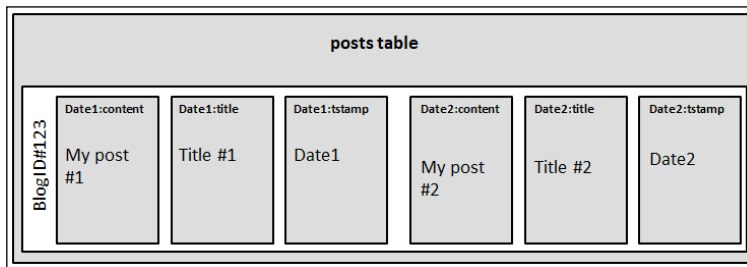 posts table
BlogID#123
Date1:content
My post
#1
Date1:title
Title #1
Date1:tstamp
Date1
Date2:content
My post
#2
Date2:title
Title #2
Date2:tstamp
Date2